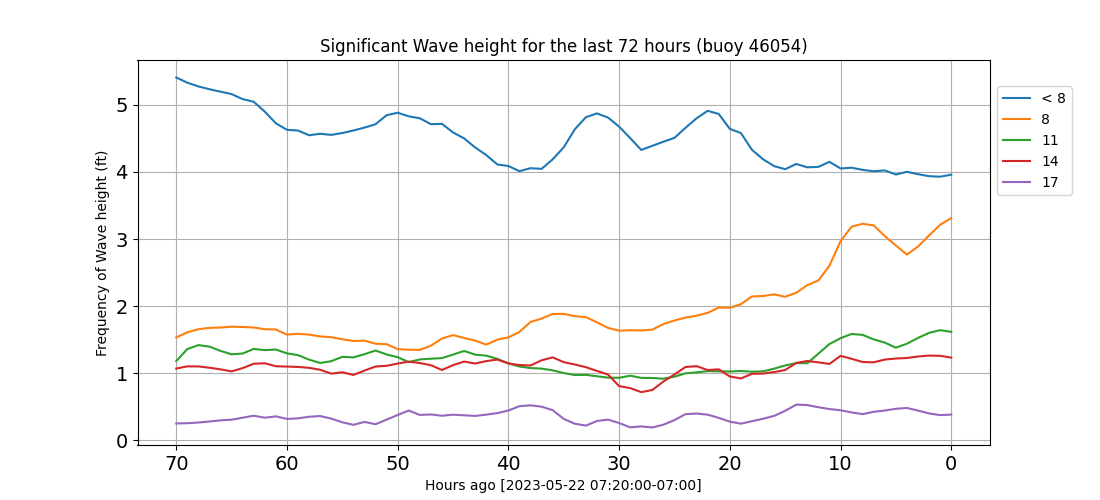 Significant Wave height for the last 72 hours (buoy 46054)
Frequency of Wave height (ft)
5
4
3
2
1
0
70 60 50 40 30 20 10 0
Hours ago [2023-05-22 07:20:00-07:00]
< 8
8
11
14
17